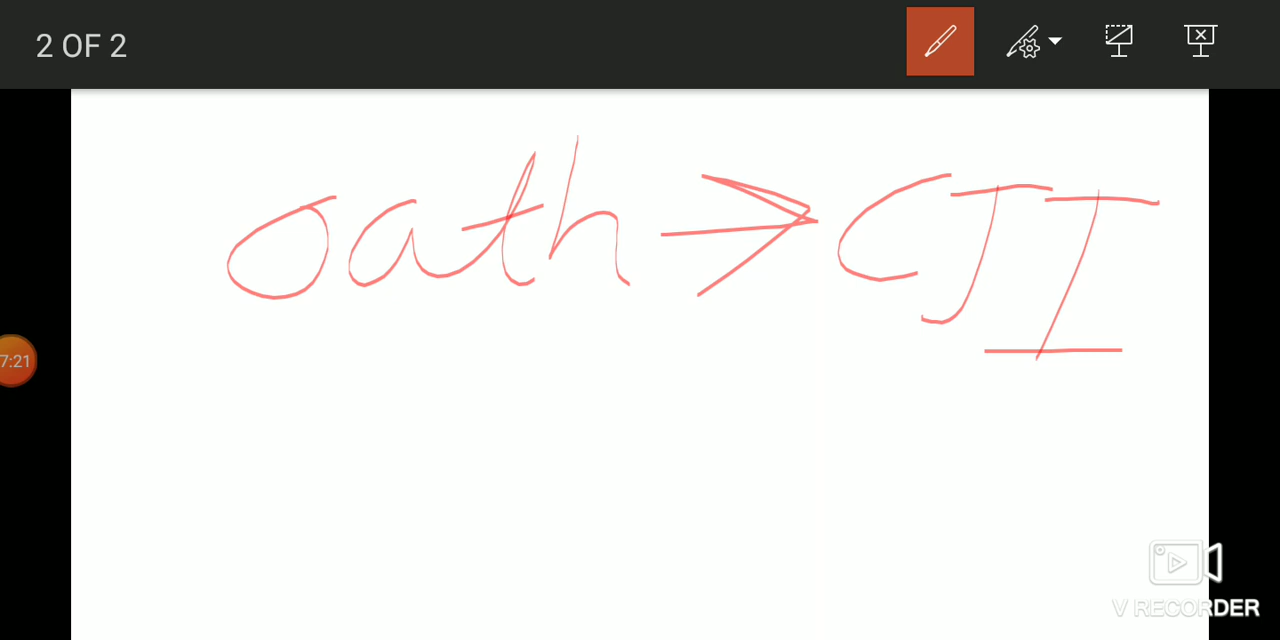 2 OF 2
oath → CJI
7:21
V RECORDER